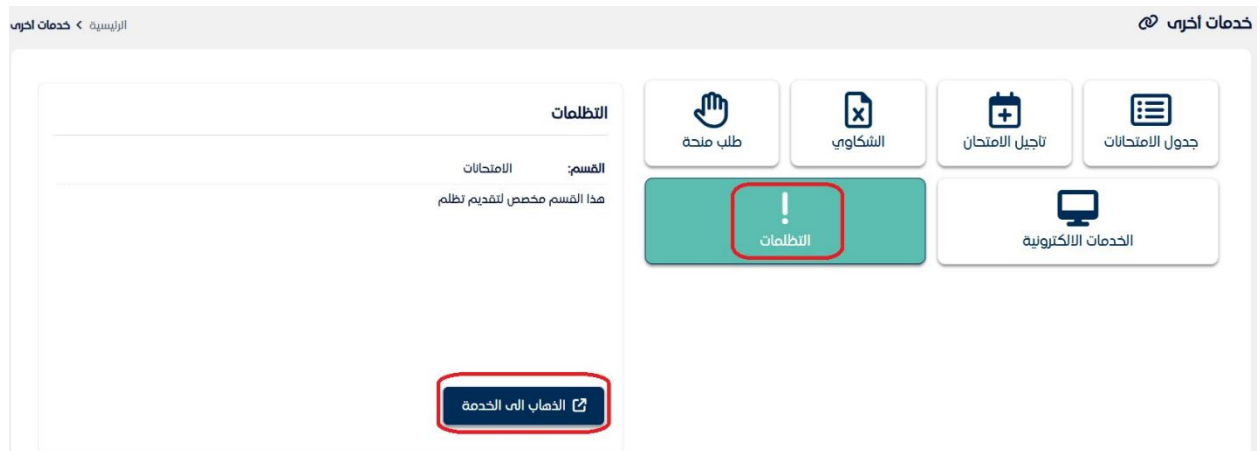 خدمات أخرى
الرئيسية > خدمات اخرى
جدول الامتحانات
تاجيل الامتحان
الشكاوي
طلب منحة
الخدمات الالكترونية
التظلمات
التظلمات
القسم: الامتحانات
هذا القسم مخصص لتقديم تظلم
الذهاب الى الخدمة